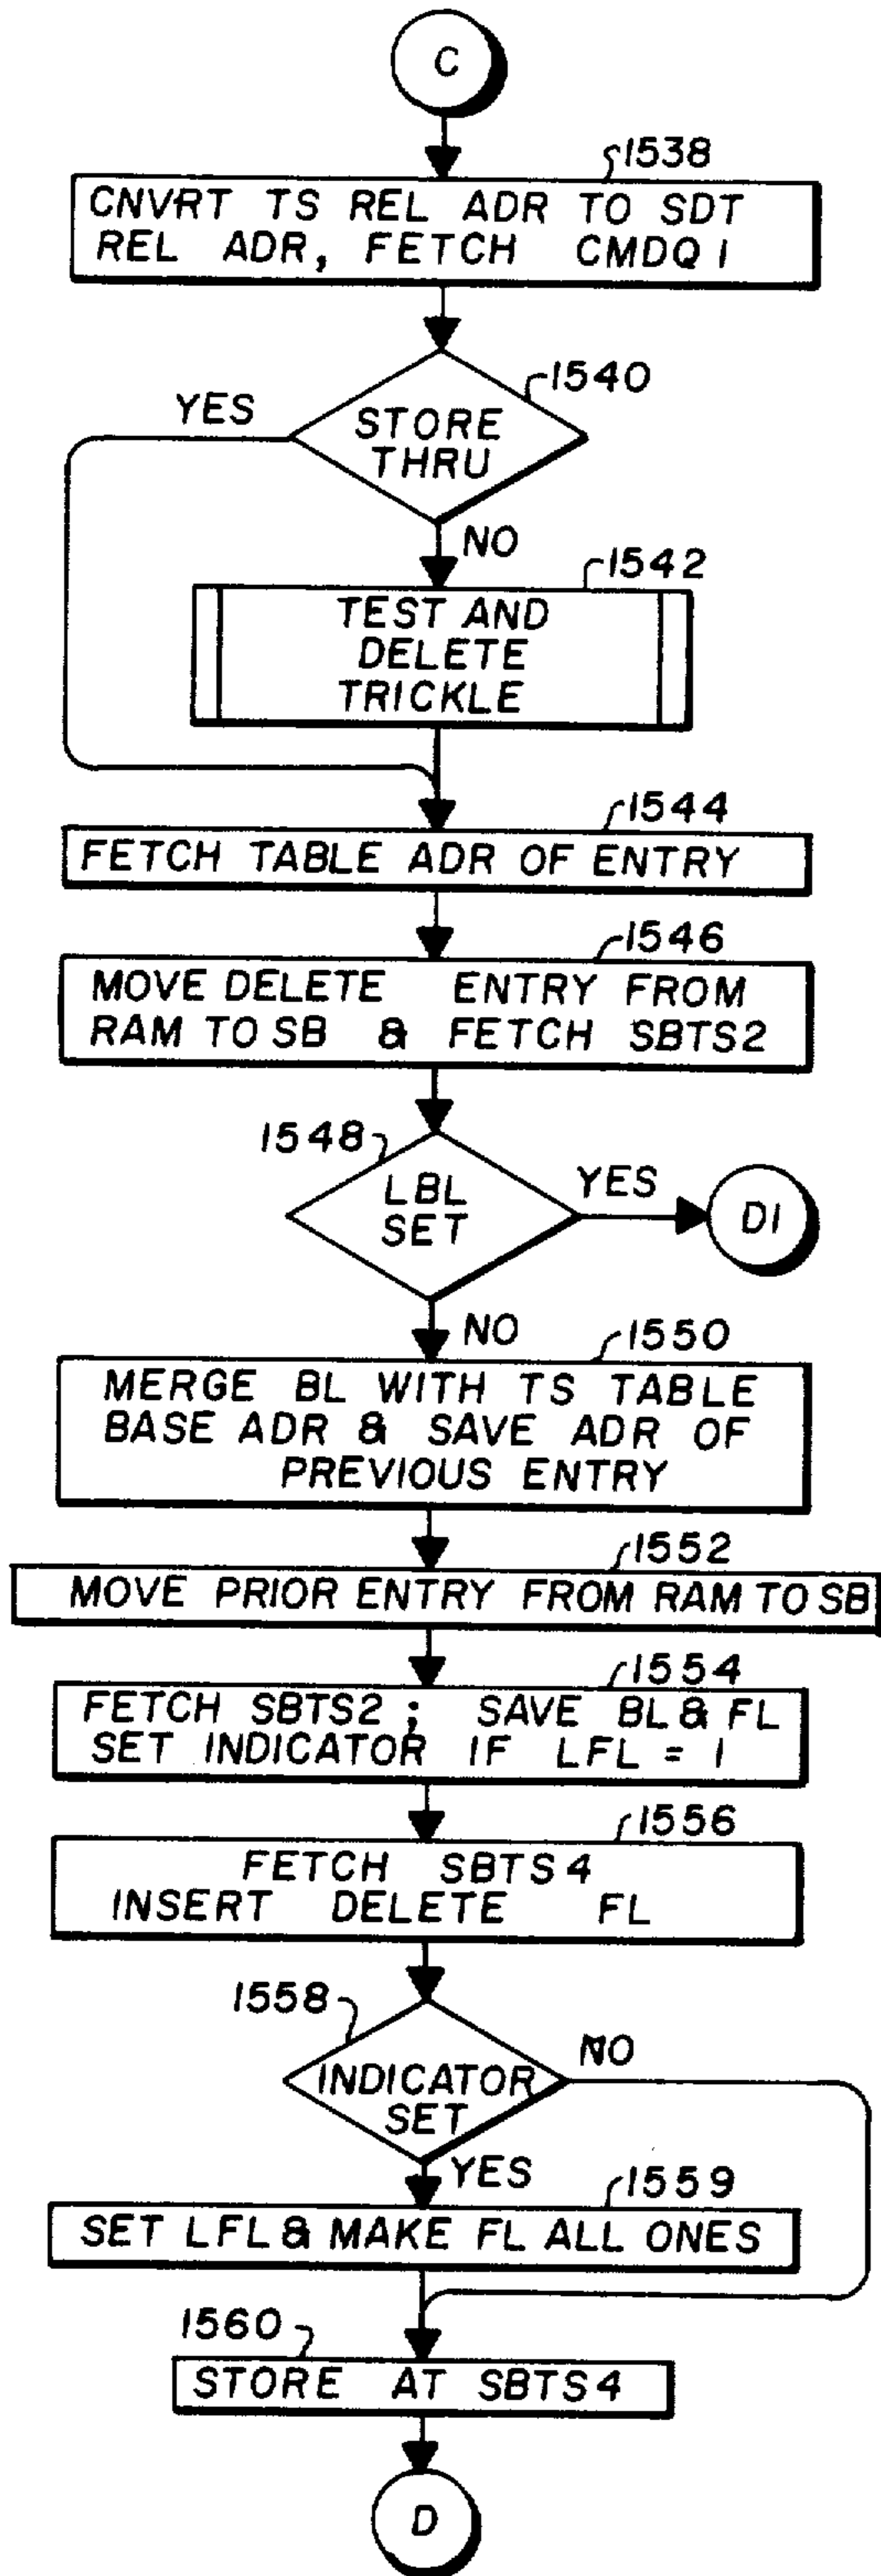 C
1538
CNVRT TS REL ADR TO SDT
REL ADR, FETCH CMDQ1
1540
YES
STORE
THRU
NO
1542
TEST AND
DELETE
TRICKLE
1544
FETCH TABLE ADR OF ENTRY
1546
MOVE DELETE ENTRY FROM
RAM TO SB & FETCH SBTS2
1548
LBL
SET
YES
D1
NO
1550
MERGE BL WITH TS TABLE
BASE ADR & SAVE ADR OF
PREVIOUS ENTRY
1552
MOVE PRIOR ENTRY FROM RAM TO SB
1554
FETCH SBTS2; SAVE BL & FL
SET INDICATOR IF LFL = 1
1556
FETCH SBTS4
INSERT DELETE FL
1558
INDICATOR
SET
NO
YES
1559
SET LFL & MAKE FL ALL ONES
1560
STORE AT SBTS4
D